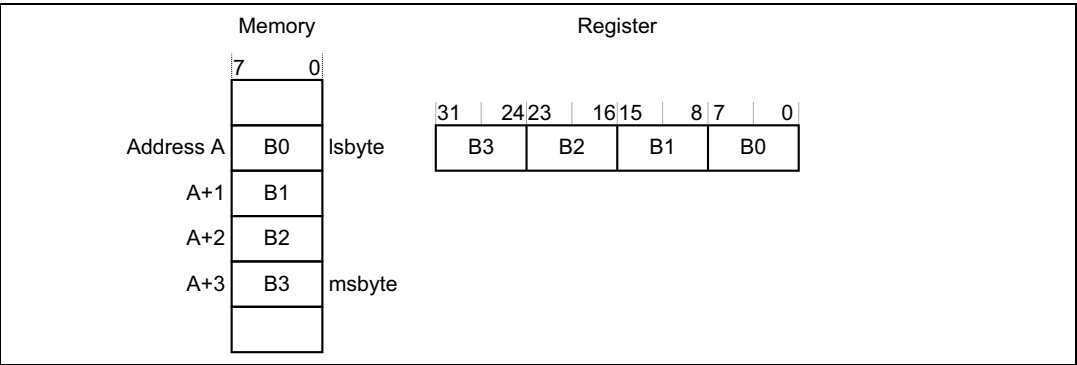 Memory Register
7 0
31 24 23 16 15 8 7 0
Address A B0 lsbyte B3 B2 B1 B0
A+1 B1
A+2 B2
A+3 B3 msbyte